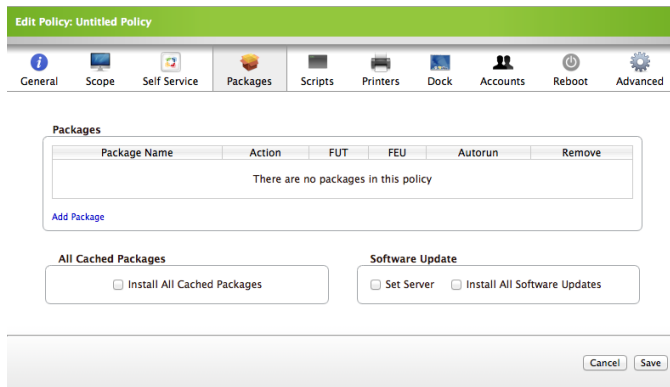 Edit Policy: Untitled Policy
General Scope Self Service Packages Scripts Printers Dock Accounts Reboot Advanced
Packages
Package Name Action FUT FEU Autorun Remove
There are no packages in this policy
Add Package
All Cached Packages Software Update
Install All Cached Packages Set Server Install All Software Updates
Cancel Save